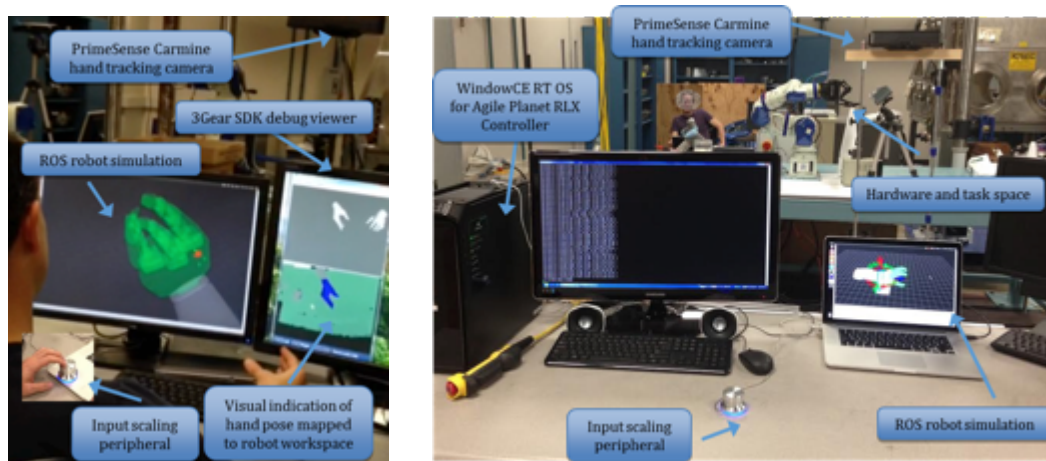 PrimeSense Carmine
hand tracking camera
3Gear SDK debug viewer
ROS robot simulation
Input scaling
peripheral
Visual indication of
hand pose mapped
to robot workspace
PrimeSense Carmine
hand tracking camera
WindowCE RT OS
for Agile Planet RLX
Controller
Hardware and task space
Input scaling
peripheral
ROS robot simulation